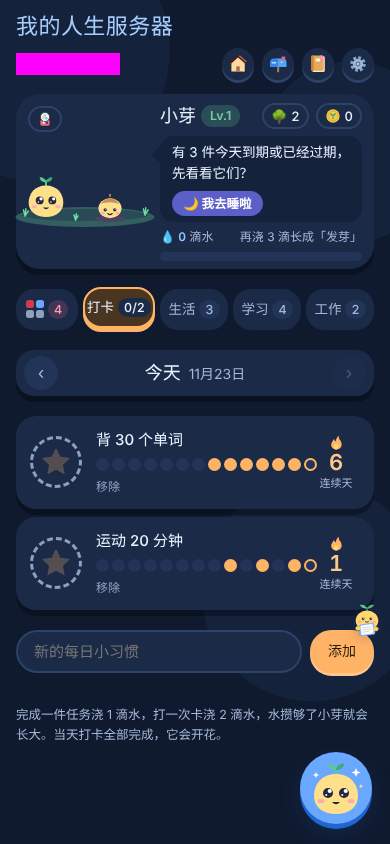 我的人生服务器
小芽 Lv.1 2 0
有 3 件今天到期或已经过期，
先看看它们？
我去睡啦
0 滴水 再浇 3 滴长成「发芽」
4 打卡 0/2 生活 3 学习 4 工作 2
‹ 今天 11月23日 ›
背 30 个单词
6
移除 连续天
运动 20 分钟
1
移除 连续天
新的每日小习惯 添加
完成一件任务浇 1 滴水，打一次卡浇 2 滴水，水攒够了小芽就会
长大。当天打卡全部完成，它会开花。